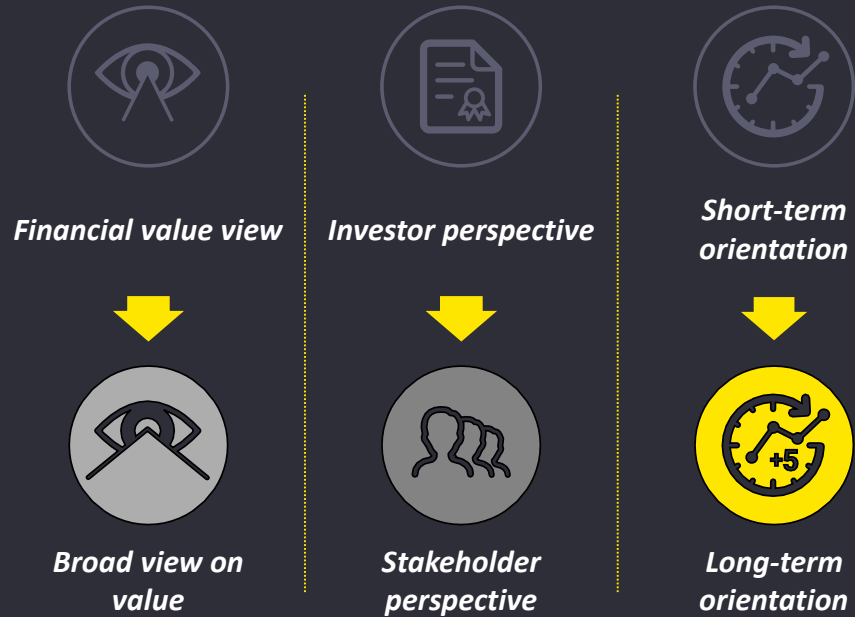 Financial value view
Investor perspective
Short-term
orientation
+5
Broad view on
value
Stakeholder
perspective
Long-term
orientation